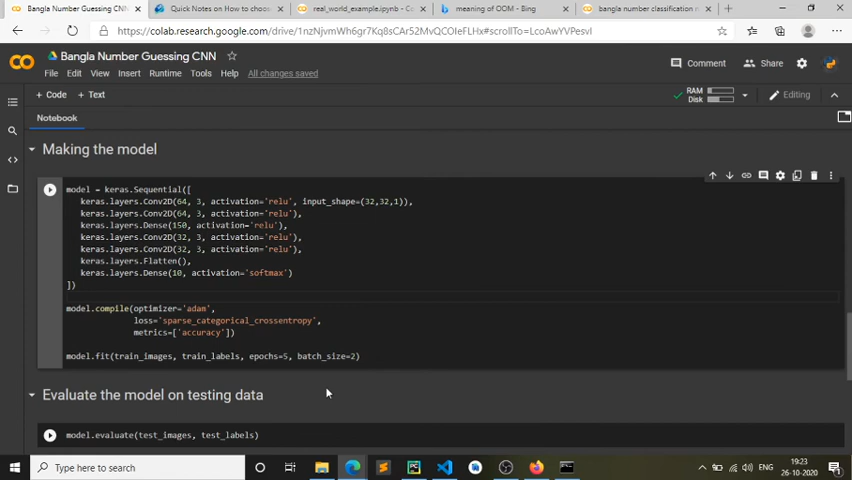 Bangla Number Guessing CNN
Quick Notes on How to choos
real_world_example.ipynb - Co
meaning of OOM - Bing
bangla number classification n
https://colab.research.google.com/drive/1nzNjvmWh6gr7Kq8sCAr52MvQCOIeFLHx#scrollTo=LcoAwYVPesvl
Bangla Number Guessing CNN
File Edit View Insert Runtime Tools Help All changes saved
Comment
Share
+ Code + Text
RAM
Disk
Editing
Notebook
Making the model
model = keras.Sequential([
keras.layers.Conv2D(64, 3, activation='relu', input_shape=(32,32,1)),
keras.layers.Conv2D(64, 3, activation='relu'),
keras.layers.Dense(150, activation='relu'),
keras.layers.Conv2D(32, 3, activation='relu'),
keras.layers.Conv2D(32, 3, activation='relu'),
keras.layers.Flatten(),
keras.layers.Dense(10, activation='softmax')
])
model.compile(optimizer='adam',
loss='sparse_categorical_crossentropy',
metrics=['accuracy'])
model.fit(train_images, train_labels, epochs=5, batch_size=2)
Evaluate the model on testing data
model.evaluate(test_images, test_labels)
Type here to search
ENG
19:23
26-10-2020